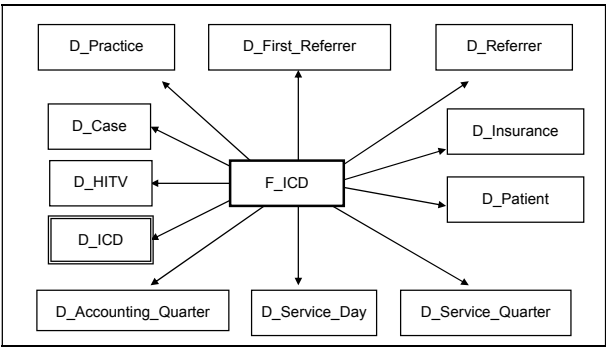 D_Practice
D_First_Referrer
D_Referrer
D_Case
D_Insurance
D_HITV
F_ICD
D_Patient
D_ICD
D_Accounting_Quarter
D_Service_Day
D_Service_Quarter